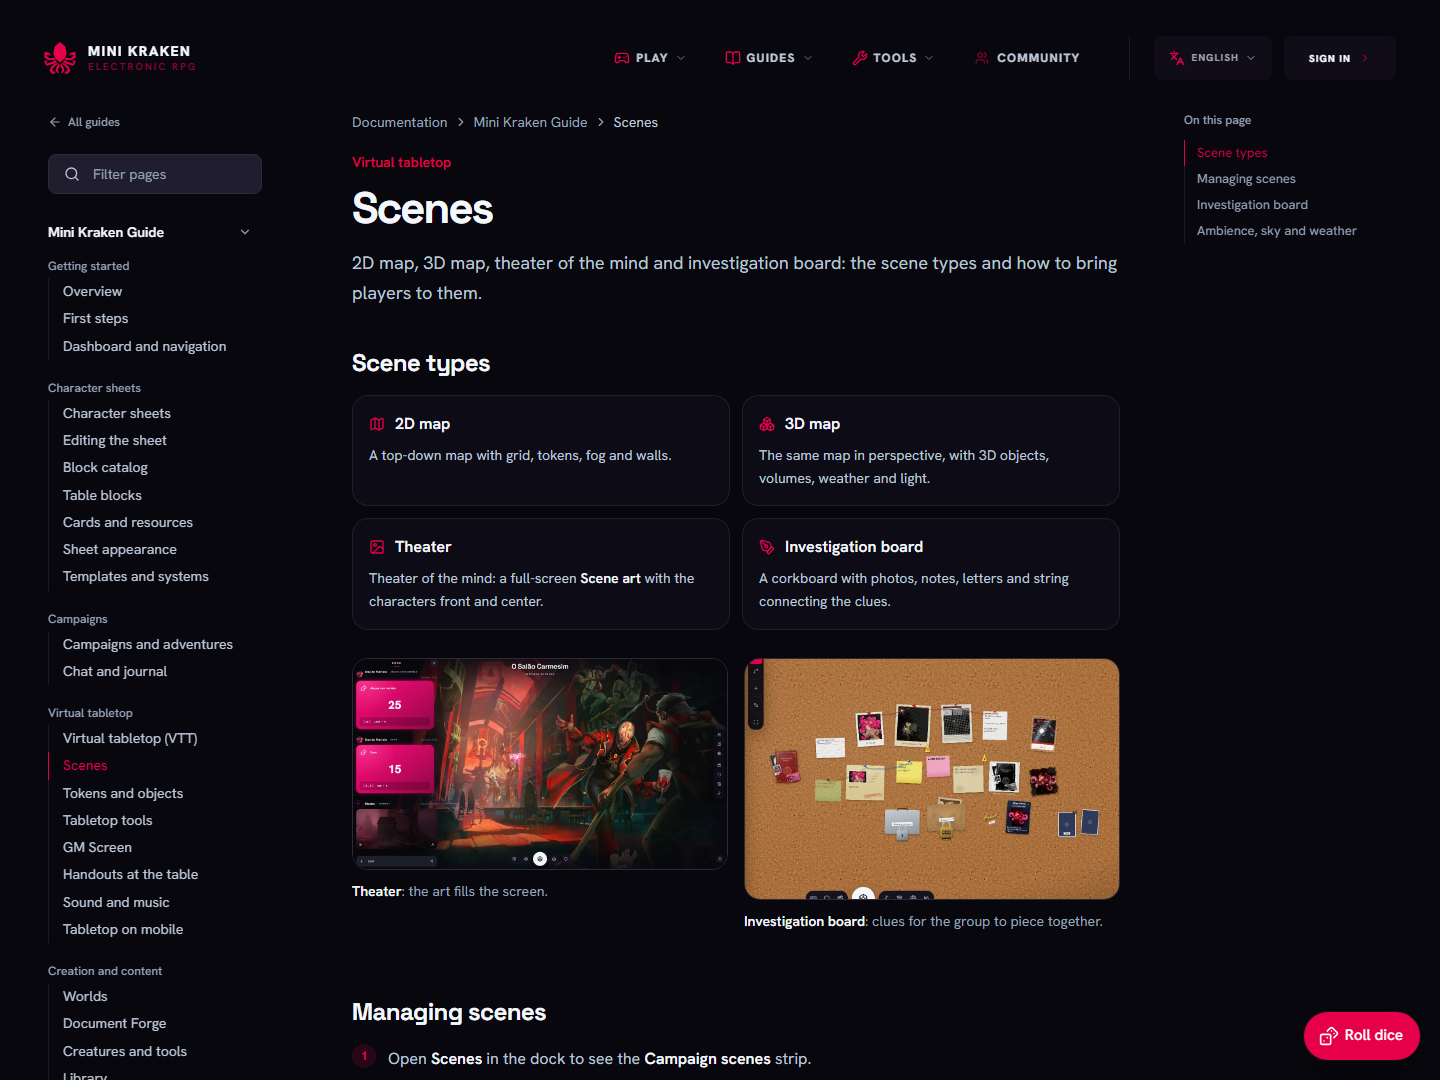 MINI KRAKEN
ELECTRONIC RPG
PLAY
GUIDES
TOOLS
COMMUNITY
ENGLISH
SIGN IN
All guides
Filter pages
Mini Kraken Guide
Getting started
Overview
First steps
Dashboard and navigation
Character sheets
Character sheets
Editing the sheet
Block catalog
Table blocks
Cards and resources
Sheet appearance
Templates and systems
Campaigns
Campaigns and adventures
Chat and journal
Virtual tabletop
Virtual tabletop (VTT)
Scenes
Tokens and objects
Tabletop tools
GM Screen
Handouts at the table
Sound and music
Tabletop on mobile
Creation and content
Worlds
Document Forge
Creatures and tools
Library
Documentation > Mini Kraken Guide > Scenes
Virtual tabletop
Scenes
2D map, 3D map, theater of the mind and investigation board: the scene types and how to bring
players to them.
Scene types
2D map
A top-down map with grid, tokens, fog and walls.
3D map
The same map in perspective, with 3D objects,
volumes, weather and light.
Theater
Theater of the mind: a full-screen Scene art with the
characters front and center.
Investigation board
A corkboard with photos, notes, letters and string
connecting the clues.
O Salão Carmesim
25
15
Theater: the art fills the screen.
Investigation board: clues for the group to piece together.
Managing scenes
1 Open Scenes in the dock to see the Campaign scenes strip.
On this page
Scene types
Managing scenes
Investigation board
Ambience, sky and weather
Roll dice